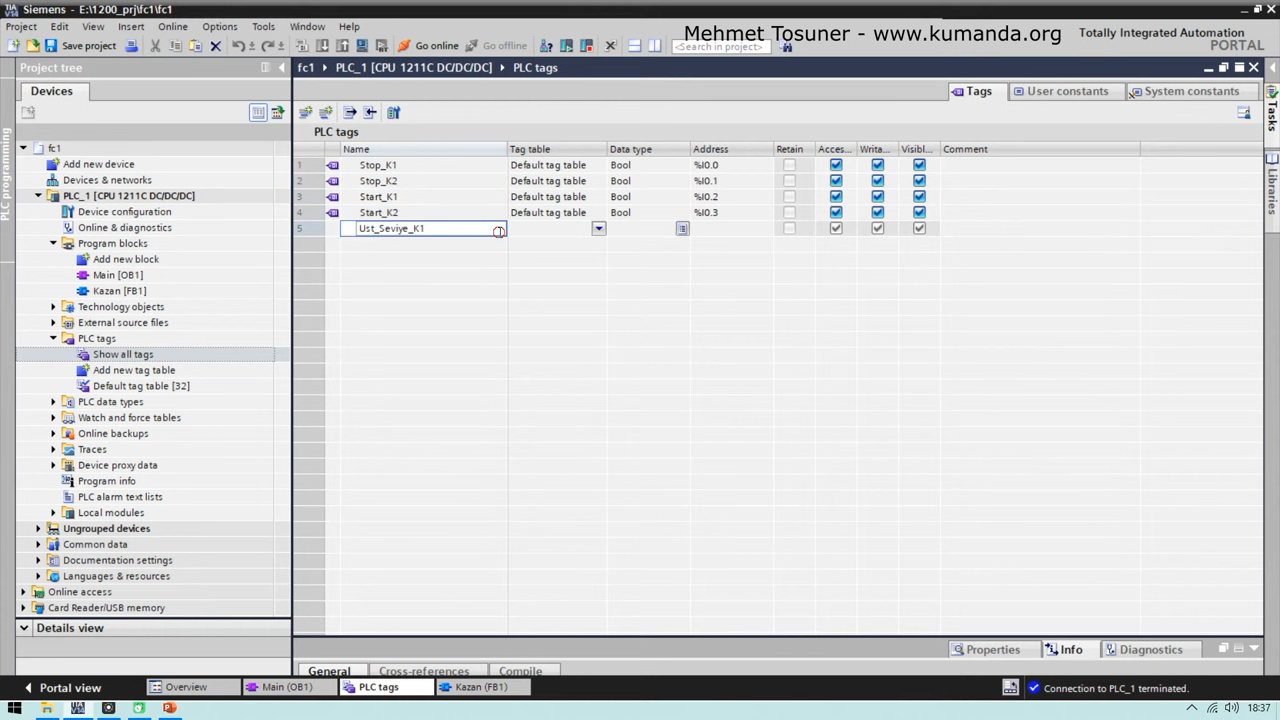 Siemens - E:\1200_prj\fc1\fc1
Project Edit View Insert Online Options Tools Window Help
Mehmet Tosuner - www.kumanda.org
Totally Integrated Automation
PORTAL
Save project
Go online
Go offline
<Search in project>
Project tree
fc1 PLC_1 [CPU 1211C DC/DC/DC] PLC tags
Devices
Tags User constants System constants
PLC programming
Tasks
Libraries
PLC tags
Name Tag table Data type Address Retain Acces... Writa... Visibl... Comment
1 Stop_K1 Default tag table Bool %I0.0
2 Stop_K2 Default tag table Bool %I0.1
3 Start_K1 Default tag table Bool %I0.2
4 Start_K2 Default tag table Bool %I0.3
5 Ust_Seviye_K1
fc1
Add new device
Devices & networks
PLC_1 [CPU 1211C DC/DC/DC]
Device configuration
Online & diagnostics
Program blocks
Add new block
Main [OB1]
Kazan [FB1]
Technology objects
External source files
PLC tags
Show all tags
Add new tag table
Default tag table [32]
PLC data types
Watch and force tables
Online backups
Traces
Device proxy data
Program info
PLC alarm text lists
Local modules
Ungrouped devices
Common data
Documentation settings
Languages & resources
Online access
Card Reader/USB memory
Details view
Properties Info Diagnostics
General Cross-references Compile
Portal view Overview Main (OB1) PLC tags Kazan (FB1)
Connection to PLC_1 terminated.
18:37